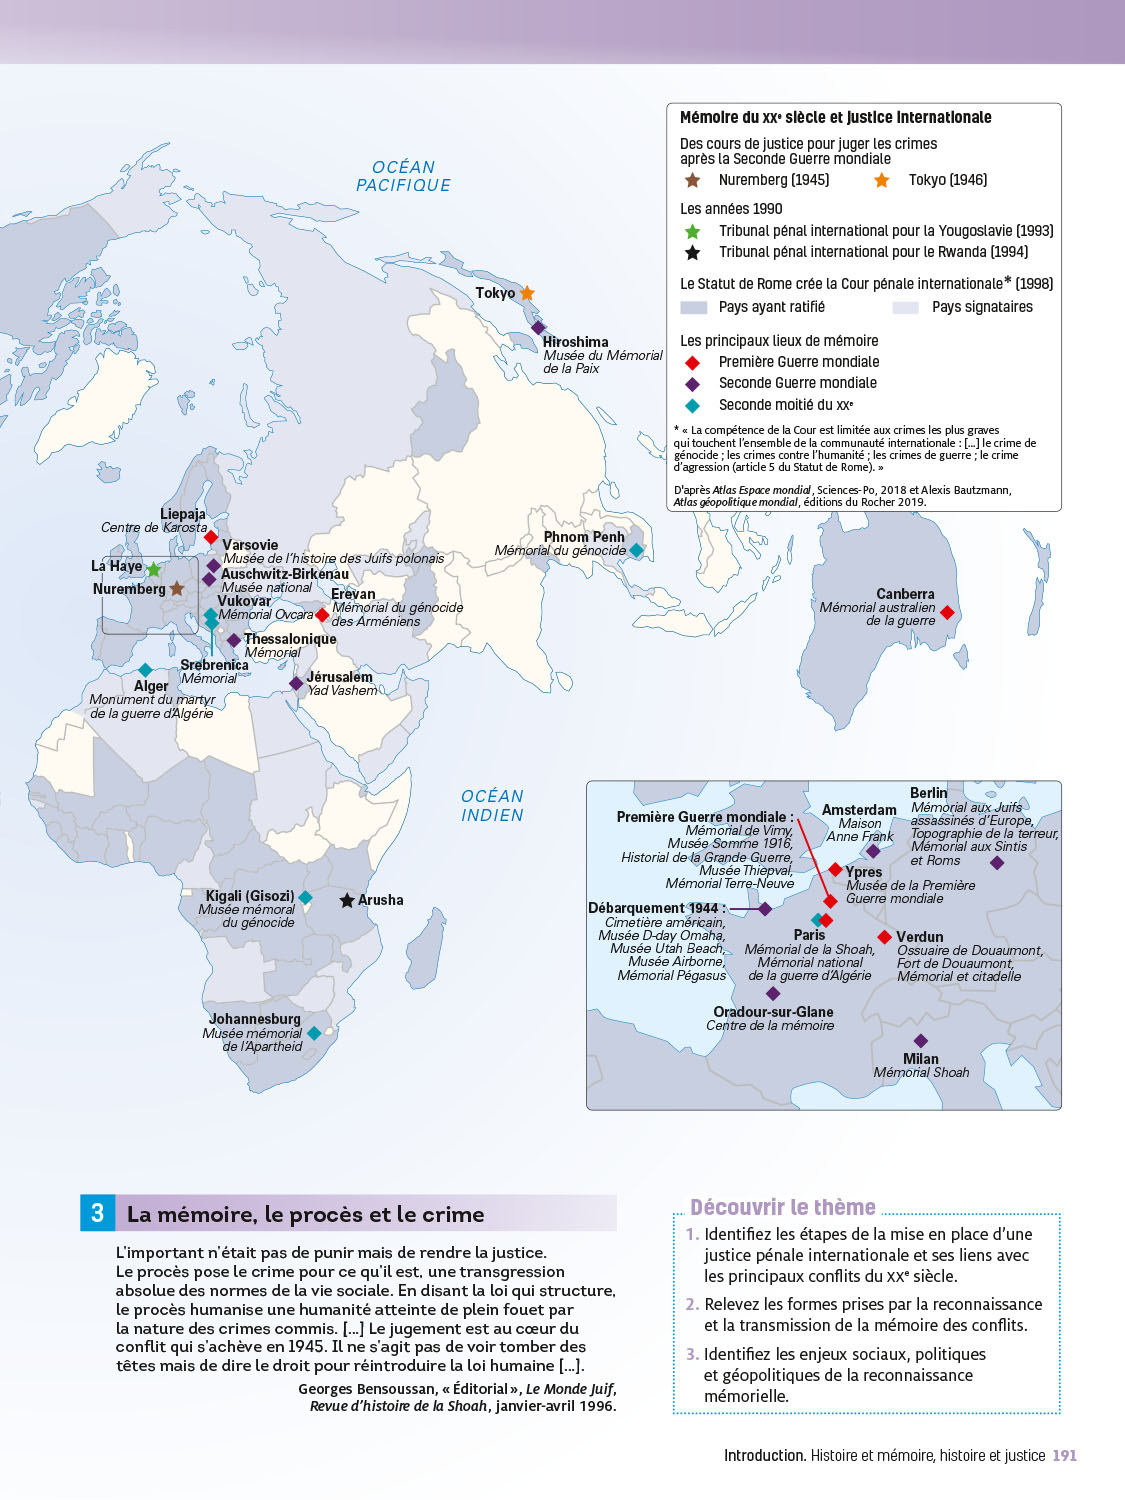 OCÉAN
PACIFIQUE
Mémoire du XXe siècle et justice internationale
Des cours de justice pour juger les crimes
après la Seconde Guerre mondiale
Nuremberg (1945)
Tokyo (1946)
Les années 1990
Tribunal pénal international pour la Yougoslavie (1993)
Tribunal pénal international pour le Rwanda (1994)
Le Statut de Rome crée la Cour pénale internationale* (1998)
Pays ayant ratifié
Pays signataires
Les principaux lieux de mémoire
Première Guerre mondiale
Seconde Guerre mondiale
Seconde moitié du XXe
* « La compétence de la Cour est limitée aux crimes les plus graves
qui touchent l'ensemble de la communauté internationale : [...] le crime de
génocide ; les crimes contre l'humanité ; les crimes de guerre ; le crime
d'agression (article 5 du Statut de Rome). »
D'après Atlas Espace mondial, Sciences-Po, 2018 et Alexis Bautzmann,
Atlas géopolitique mondial, éditions du Rocher 2019.
Tokyo
Hiroshima
Musée du Mémorial
de la Paix
Liepaja
Centre de Karosta
Varsovie
Musée de l'histoire des Juifs polonais
La Haye
Auschwitz-Birkenau
Musée national
Nuremberg
Vukovar
Mémorial Ovcara
Erevan
Mémorial du génocide
des Arméniens
Thessalonique
Mémorial
Srebrenica
Mémorial
Jérusalem
Yad Vashem
Alger
Monument du martyr
de la guerre d'Algérie
Phnom Penh
Mémorial du génocide
Canberra
Mémorial australien
de la guerre
OCÉAN
INDIEN
Kigali (Gisozi)
Musée mémoral
du génocide
Arusha
Johannesburg
Musée mémorial
de l'Apartheid
Première Guerre mondiale :
Mémorial de Vimy,
Musée Somme 1916,
Historial de la Grande Guerre,
Musée Thiepval,
Mémorial Terre-Neuve
Amsterdam
Maison
Anne Frank
Berlin
Mémorial aux Juifs
assassinés d'Europe,
Topographie de la terreur,
Mémorial aux Sintis
et Roms
Ypres
Musée de la Première
Guerre mondiale
Débarquement 1944 :
Cimetière américain,
Musée D-day Omaha,
Musée Utah Beach,
Musée Airborne,
Mémorial Pégasus
Paris
Mémorial de la Shoah,
Mémorial national
de la guerre d'Algérie
Verdun
Ossuaire de Douaumont,
Fort de Douaumont,
Mémorial et citadelle
Oradour-sur-Glane
Centre de la mémoire
Milan
Mémorial Shoah
3 La mémoire, le procès et le crime
L'important n'était pas de punir mais de rendre la justice.
Le procès pose le crime pour ce qu'il est, une transgression
absolue des normes de la vie sociale. En disant la loi qui structure,
le procès humanise une humanité atteinte de plein fouet par
la nature des crimes commis. [...] Le jugement est au cœur du
conflit qui s'achève en 1945. Il ne s'agit pas de voir tomber des
têtes mais de dire le droit pour réintroduire la loi humaine [...].
Georges Bensoussan, « Éditorial », Le Monde Juif,
Revue d'histoire de la Shoah, janvier-avril 1996.
Découvrir le thème
1. Identifiez les étapes de la mise en place d'une
justice pénale internationale et ses liens avec
les principaux conflits du XXe siècle.
2. Relevez les formes prises par la reconnaissance
et la transmission de la mémoire des conflits.
3. Identifiez les enjeux sociaux, politiques
et géopolitiques de la reconnaissance
mémorielle.
Introduction. Histoire et mémoire, histoire et justice 191